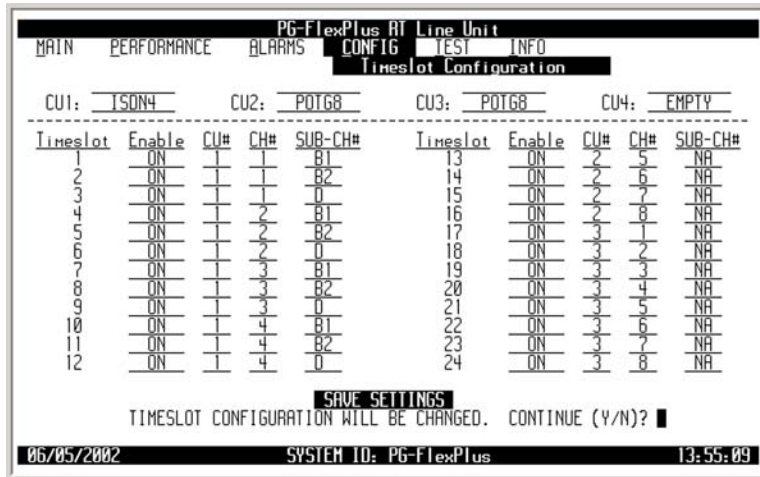 PG-FlexPlus RT Line Unit
MAIN PERFORMANCE ALARMS CONFIG TEST INFO
Timeslot Configuration
CU1: ISDN4 CU2: POTG8 CU3: POTG8 CU4: EMPTY
Timeslot Enable CU# CH# SUB-CH# Timeslot Enable CU# CH# SUB-CH#
1 ON 1 1 B1 13 ON 2 5 NA
2 ON 1 1 B2 14 ON 2 6 NA
3 ON 1 1 D 15 ON 2 7 NA
4 ON 1 2 B1 16 ON 2 8 NA
5 ON 1 2 B2 17 ON 3 1 NA
6 ON 1 2 D 18 ON 3 2 NA
7 ON 1 3 B1 19 ON 3 3 NA
8 ON 1 3 B2 20 ON 3 4 NA
9 ON 1 3 D 21 ON 3 5 NA
10 ON 1 4 B1 22 ON 3 6 NA
11 ON 1 4 B2 23 ON 3 7 NA
12 ON 1 4 D 24 ON 3 8 NA
SAVE SETTINGS
TIMESLOT CONFIGURATION WILL BE CHANGED. CONTINUE (Y/N)?
06/05/2002 SYSTEM ID: PG-FlexPlus 13:55:09